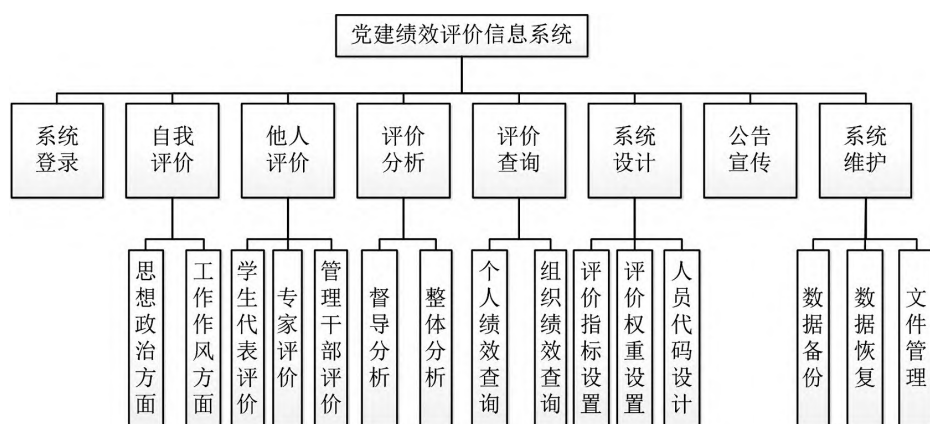 党建绩效评价信息系统
系统
登录
自我
评价
他人
评价
评价
分析
评价
查询
系统
设计
公告
宣传
系统
维护
思想政治方面
工作作风方面
学生代表评价
专家评价
管理干部评价
督导分析
整体分析
个人绩效查询
组织绩效查询
评价指标设置
评价权重设置
人员代码设计
数据备份
数据恢复
文件管理